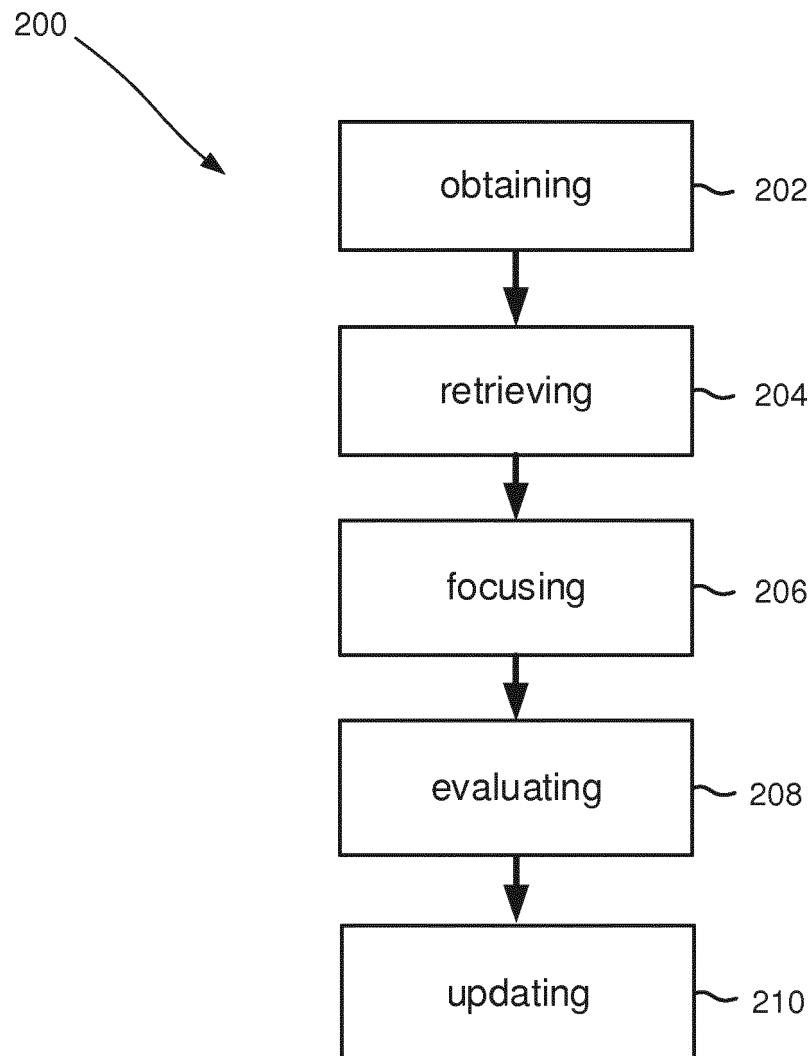 200
obtaining
202
retrieving
204
focusing
206
evaluating
208
updating
210